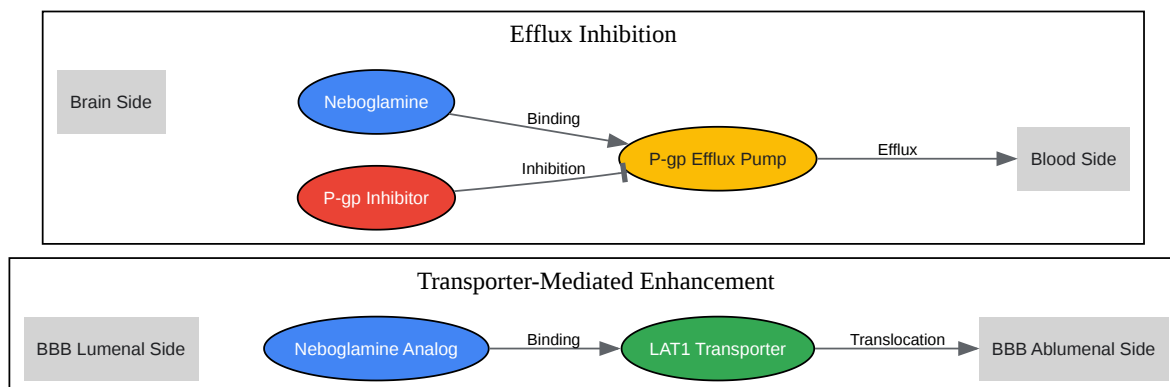 Efflux Inhibition
Brain Side
Neboglamine
Binding
P-gp Efflux Pump
Efflux
Blood Side
Inhibition
P-gp Inhibitor
Transporter-Mediated Enhancement
BBB Lumenal Side
Neboglamine Analog
Binding
LAT1 Transporter
Translocation
BBB Ablumenal Side